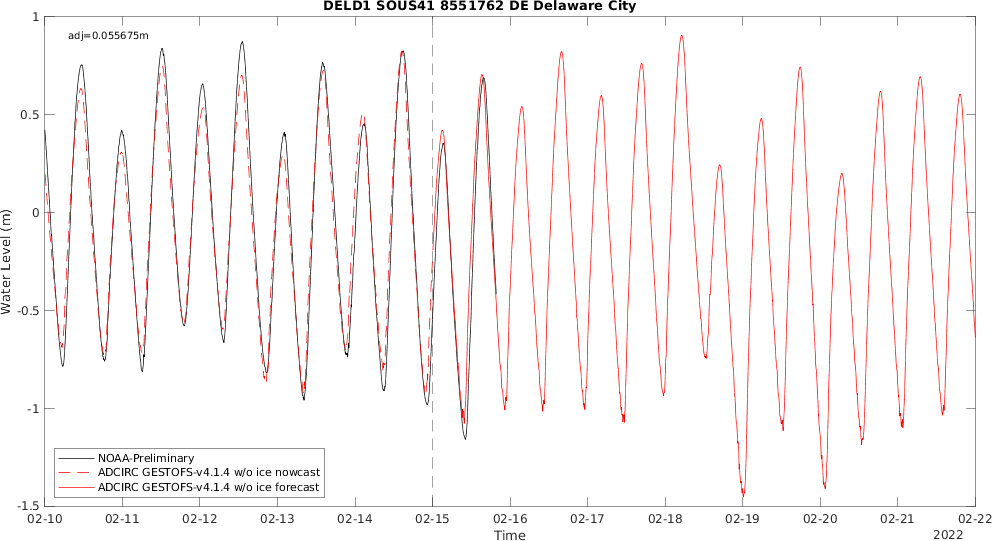 DELD1 SOUS41 8551762 DE Delaware City
adj=0.055675m
1
0.5
0
-0.5
-1
-1.5
Water Level (m)
NOAA-Preliminary
ADCIRC GESTOFS-v4.1.4 w/o ice nowcast
ADCIRC GESTOFS-v4.1.4 w/o ice forecast
02-10 02-11 02-12 02-13 02-14 02-15 02-16 02-17 02-18 02-19 02-20 02-21 02-22
Time
2022